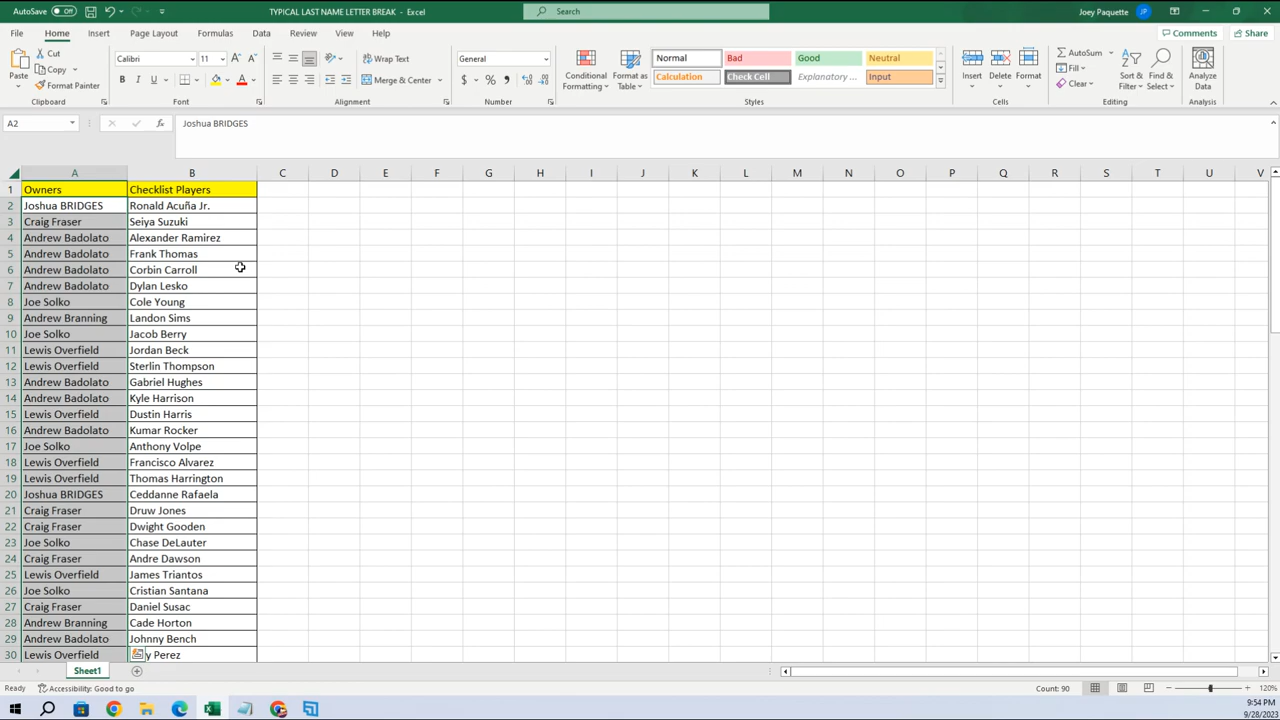 AutoSave Off TYPICAL LAST NAME LETTER BREAK - Excel Search Joey Paquette JP
File Home Insert Page Layout Formulas Data Review View Help Comments Share
Paste Cut Copy Format Painter Clipboard
Calibri 11 B I U A A Font
Wrap Text Merge & Center Alignment
General $ % , Number
Conditional Formatting Format as Table
Normal Bad Good Neutral
Calculation Check Cell Explanatory ... Input
Styles
Insert Delete Format Cells
AutoSum Fill Clear Sort & Filter Find & Select Editing
Analyze Data Analysis
A2 fx Joshua BRIDGES
A B C D E F G H I J K L M N O P Q R S T U V
1 Owners Checklist Players
2 Joshua BRIDGES Ronald Acuña Jr.
3 Craig Fraser Seiya Suzuki
4 Andrew Badolato Alexander Ramirez
5 Andrew Badolato Frank Thomas
6 Andrew Badolato Corbin Carroll
7 Andrew Badolato Dylan Lesko
8 Joe Solko Cole Young
9 Andrew Branning Landon Sims
10 Joe Solko Jacob Berry
11 Lewis Overfield Jordan Beck
12 Lewis Overfield Sterlin Thompson
13 Andrew Badolato Gabriel Hughes
14 Andrew Badolato Kyle Harrison
15 Lewis Overfield Dustin Harris
16 Andrew Badolato Kumar Rocker
17 Joe Solko Anthony Volpe
18 Lewis Overfield Francisco Alvarez
19 Lewis Overfield Thomas Harrington
20 Joshua BRIDGES Ceddanne Rafaela
21 Craig Fraser Druw Jones
22 Craig Fraser Dwight Gooden
23 Joe Solko Chase DeLauter
24 Craig Fraser Andre Dawson
25 Lewis Overfield James Triantos
26 Joe Solko Cristian Santana
27 Craig Fraser Daniel Susac
28 Andrew Branning Cade Horton
29 Andrew Badolato Johnny Bench
30 Lewis Overfield y Perez
Sheet1
Ready Accessibility: Good to go Count: 90 120%
9:54 PM
9/28/2023